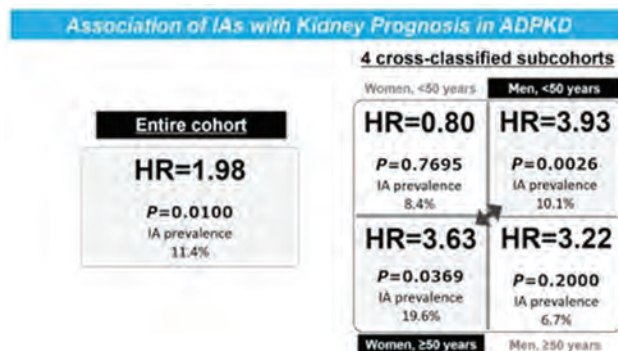 Association of IAs with Kidney Prognosis in ADPKD
4 cross-classified subcohorts
Women, <50 years
Men, <50 years
Entire cohort
HR=1.98
P=0.0100
IA prevalence
11.4%
HR=0.80
P=0.7695
IA prevalence
8.4%
HR=3.93
P=0.0026
IA prevalence
10.1%
HR=3.63
P=0.0369
IA prevalence
19.6%
HR=3.22
P=0.2000
IA prevalence
6.7%
Women, ≥50 years
Men, ≥50 years